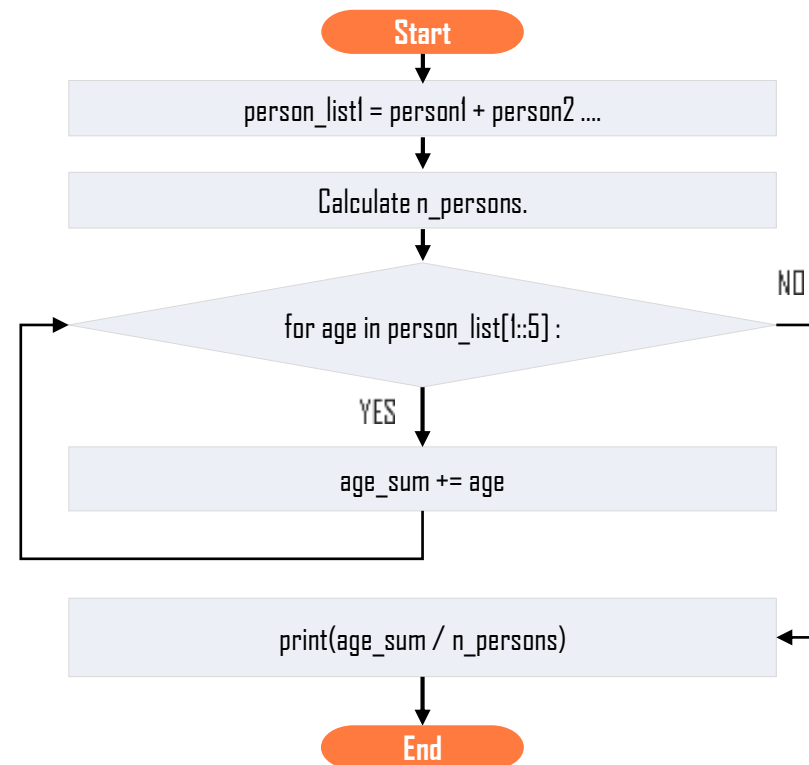 Start
person_list1 = person1 + person2 ....
Calculate n_persons.
NO
for age in person_list[1::5] :
YES
age_sum += age
print(age_sum / n_persons)
End